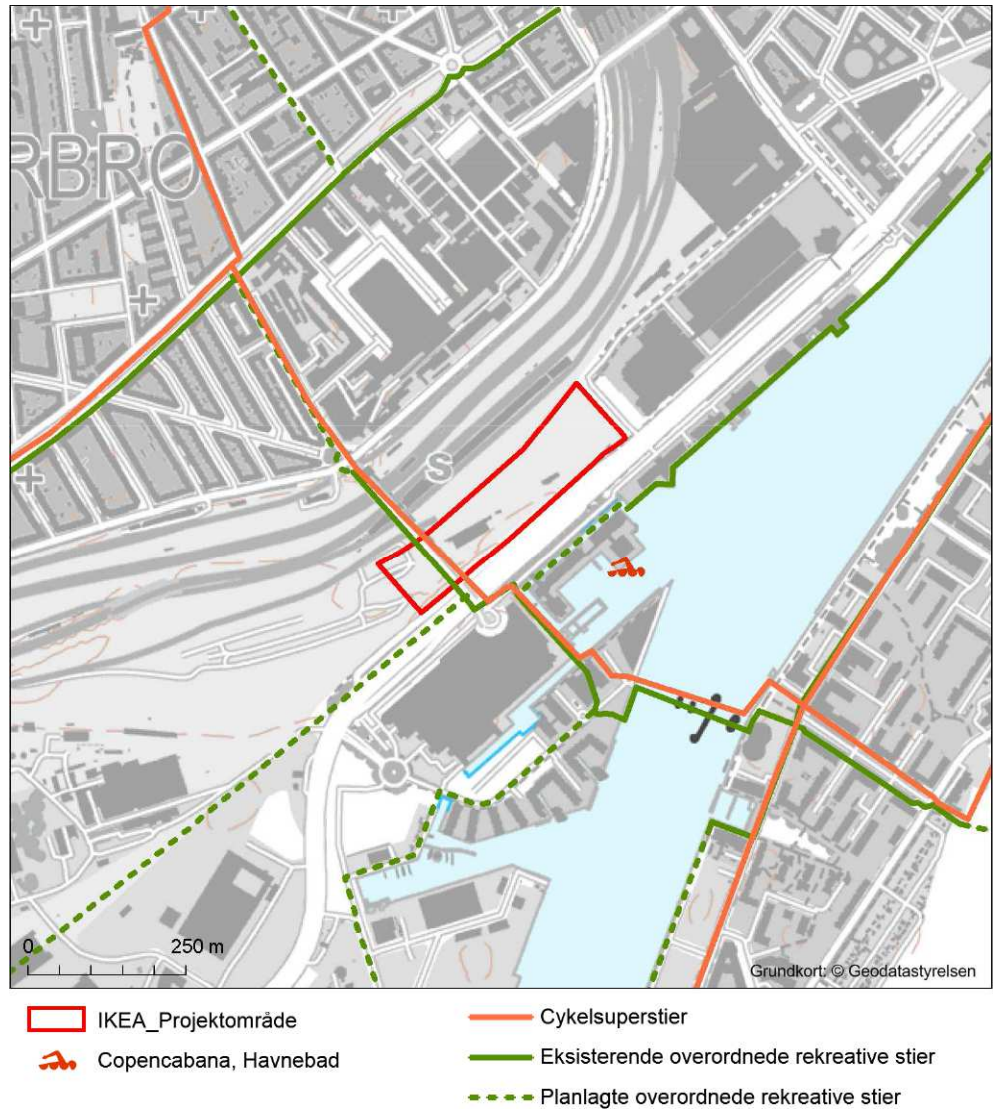 RBRO
S
0 250 m
Grundkort: © Geodatastyrelsen
IKEA_Projektområde
Copencabana, Havnebad
Cykelsuperstier
Eksisterende overordnede rekreative stier
Planlagte overordnede rekreative stier